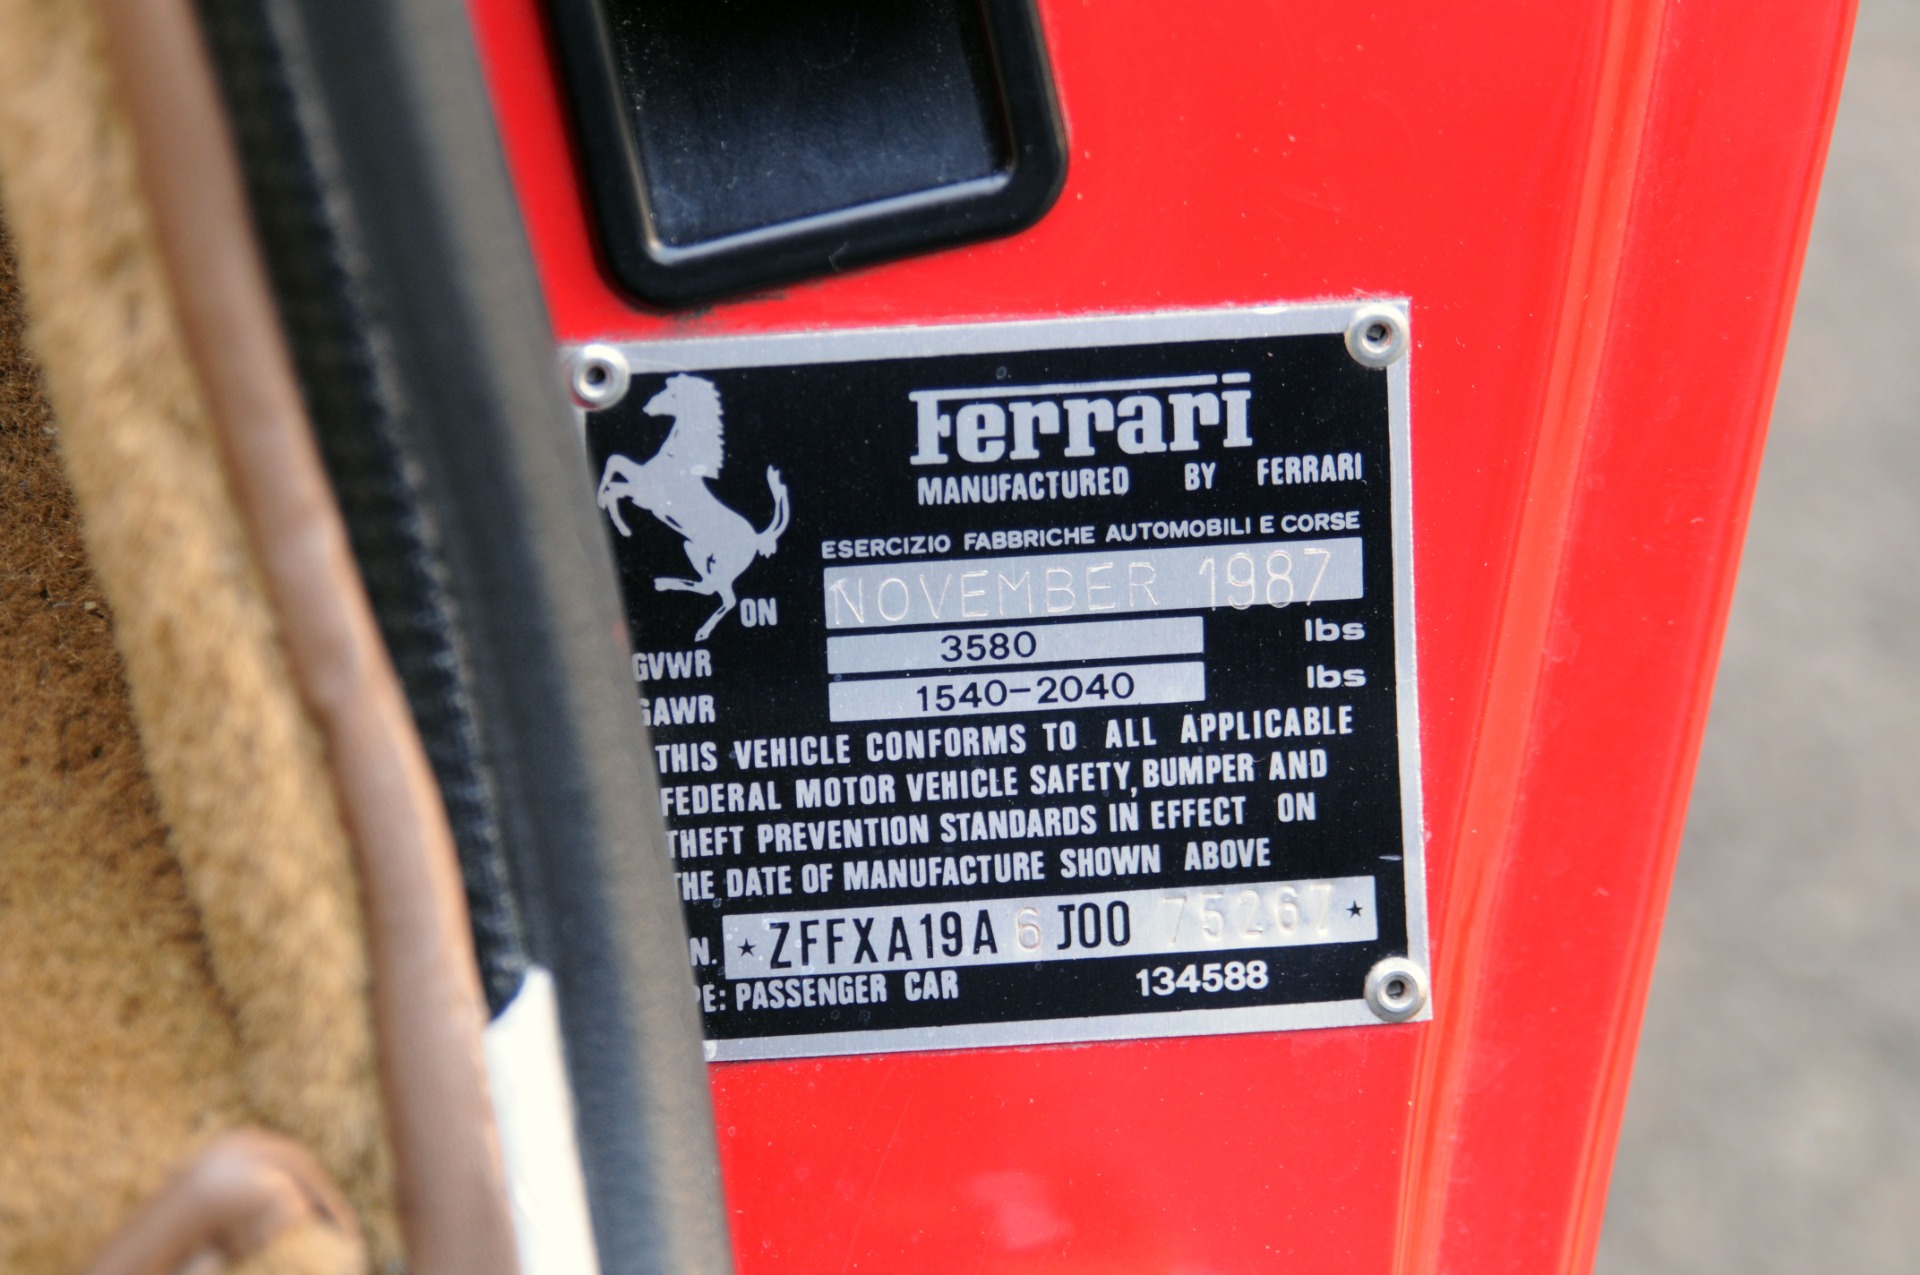 Ferrari
MANUFACTURED BY FERRARI
ESERCIZIO FABBRICHE AUTOMOBILI E CORSE
ON NOVEMBER 1987
GVWR 3580 lbs
GAWR 1540-2040 lbs
THIS VEHICLE CONFORMS TO ALL APPLICABLE
FEDERAL MOTOR VEHICLE SAFETY, BUMPER AND
THEFT PREVENTION STANDARDS IN EFFECT ON
THE DATE OF MANUFACTURE SHOWN ABOVE
N. ★ ZFFXA19A6J0075267 ★
PE: PASSENGER CAR 134588